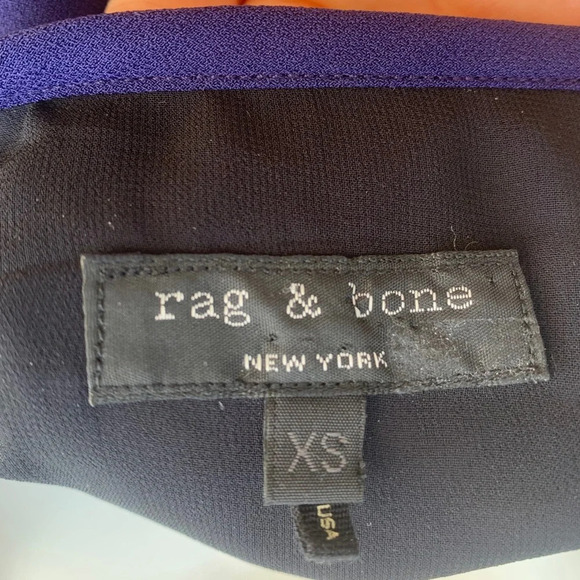 rag & bone
NEW YORK
XS
USA